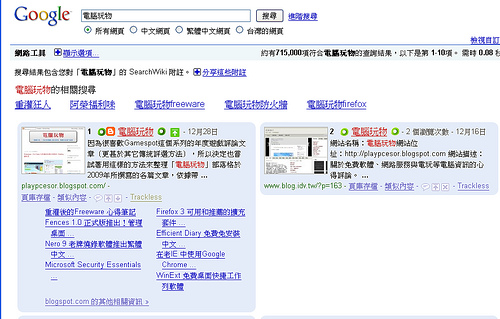 Google
電腦玩物
搜尋
進階搜尋
所有網頁 中文網頁 繁體中文網頁 台灣的網頁
檢視自訂
網路工具 顯示選項...
約有715,000項符合電腦玩物的查詢結果，以下是第 1-10項。 需時 0.08 秒
搜尋結果包含您對「電腦玩物」的 SearchWiki 附註。 分享這些附註
電腦玩物的相關搜尋
重灌狂人 阿榮福利味 電腦玩物freeware 電腦玩物防火牆 電腦玩物firefox
1 電腦玩物 - 12月28日
因為很喜歡Gamespot這個系列的年度遊戲評論文
章（更甚於其它傳統評選方法），所以決定也嘗
試著用這樣的方法來整理「電腦玩物」部落格於
2009年所撰寫的各篇文章，依據等 ...
playpcesor.blogspot.com/ -
頁庫存檔 - 類似內容 - Trackless
重灌後的Freeware 心得筆記
Fences 1.0 正式版推出！管理
桌面 ...
Nero 9 老牌燒錄軟體推出繁體
中文 ...
Microsoft Security Essentials
...
Firefox 3 可用和推薦的擴充
套件 ...
Efficient Diary 免費免安裝
中文 ...
在老IE 中使用Google
Chrome ...
WinExt 免費桌面快捷工作
列軟體
blogspot.com 的其他相關資訊 »
2 電腦玩物 - 2 個瀏覽次數 - 12月16日
網站名稱：電腦玩物網站位
址：http://playpcesor.blogspot.com 網站描述：
關於免費軟體、網路服務與電玩等電腦資訊的心
得評論。 ...
www.blog.idv.tw/?p=163 - 頁庫存檔 - 類似內容 - Trackless